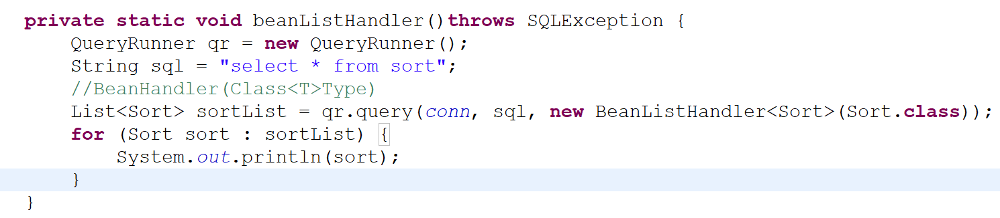 private static void beanListHandler()throws SQLException {
    QueryRunner qr = new QueryRunner();
    String sql = "select * from sort";
    //BeanHandler(Class<T>Type)
    List<Sort> sortList = qr.query(conn, sql, new BeanListHandler<Sort>(Sort.class));
    for (Sort sort : sortList) {
        System.out.println(sort);
    }
}